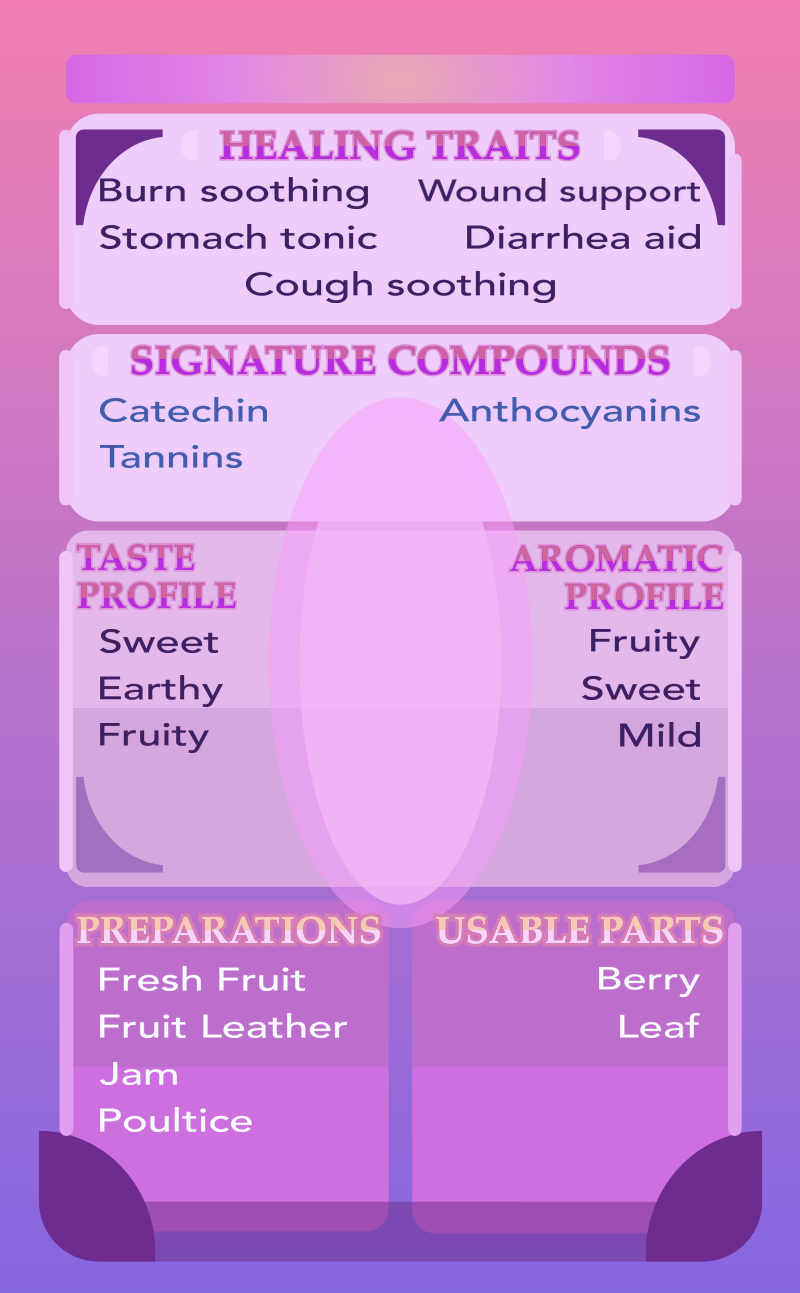 HEALING TRAITS
Burn soothing Wound support
Stomach tonic Diarrhea aid
Cough soothing
SIGNATURE COMPOUNDS
Catechin Anthocyanins
Tannins
TASTE
PROFILE
Sweet
Earthy
Fruity
AROMATIC
PROFILE
Fruity
Sweet
Mild
PREPARATIONS
Fresh Fruit
Fruit Leather
Jam
Poultice
USABLE PARTS
Berry
Leaf